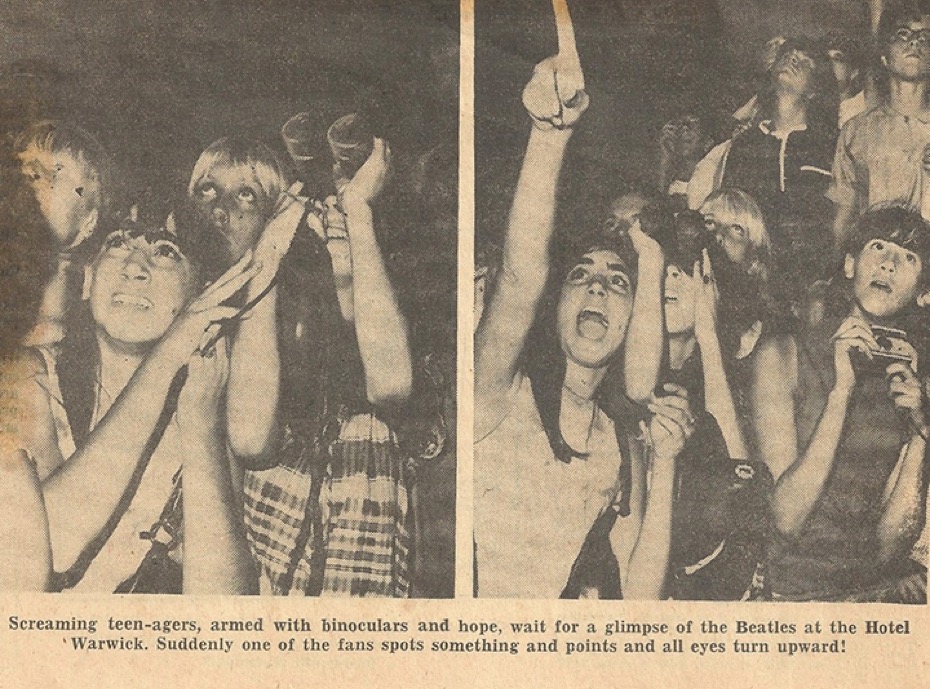 Screaming teen-agers, armed with binoculars and hope, wait for a glimpse of the Beatles at the Hotel
'Warwick. Suddenly one of the fans spots something and points and all eyes turn upward!